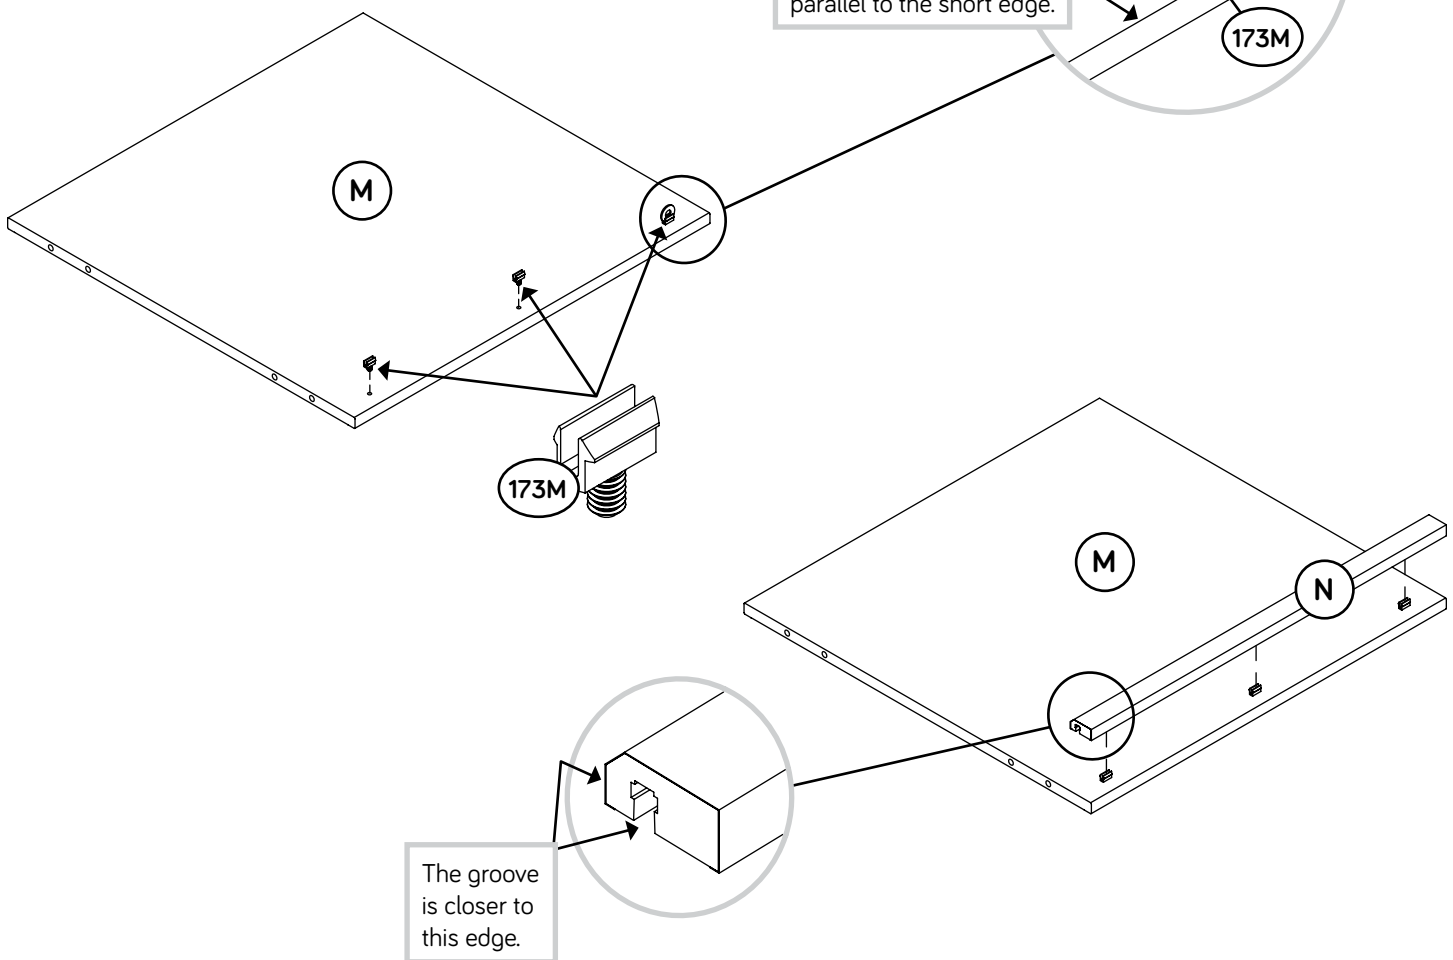 parallel to the short edge.
173M
M
173M
M
N
The groove
is closer to
this edge.